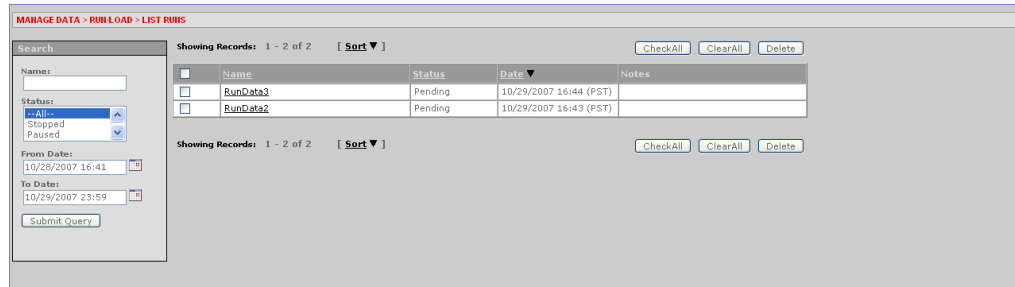 MANAGE DATA > RUN/LOAD > LIST RUNS
Search
Name:
Status:
--All--
Stopped
Paused
From Date:
10/28/2007 16:41
To Date:
10/29/2007 23:59
Submit Query
Showing Records: 1 - 2 of 2 [ Sort ▼ ]
CheckAll ClearAll Delete
Name Status Date ▼ Notes
RunData3 Pending 10/29/2007 16:44 (PST)
RunData2 Pending 10/29/2007 16:43 (PST)
Showing Records: 1 - 2 of 2 [ Sort ▼ ]
CheckAll ClearAll Delete